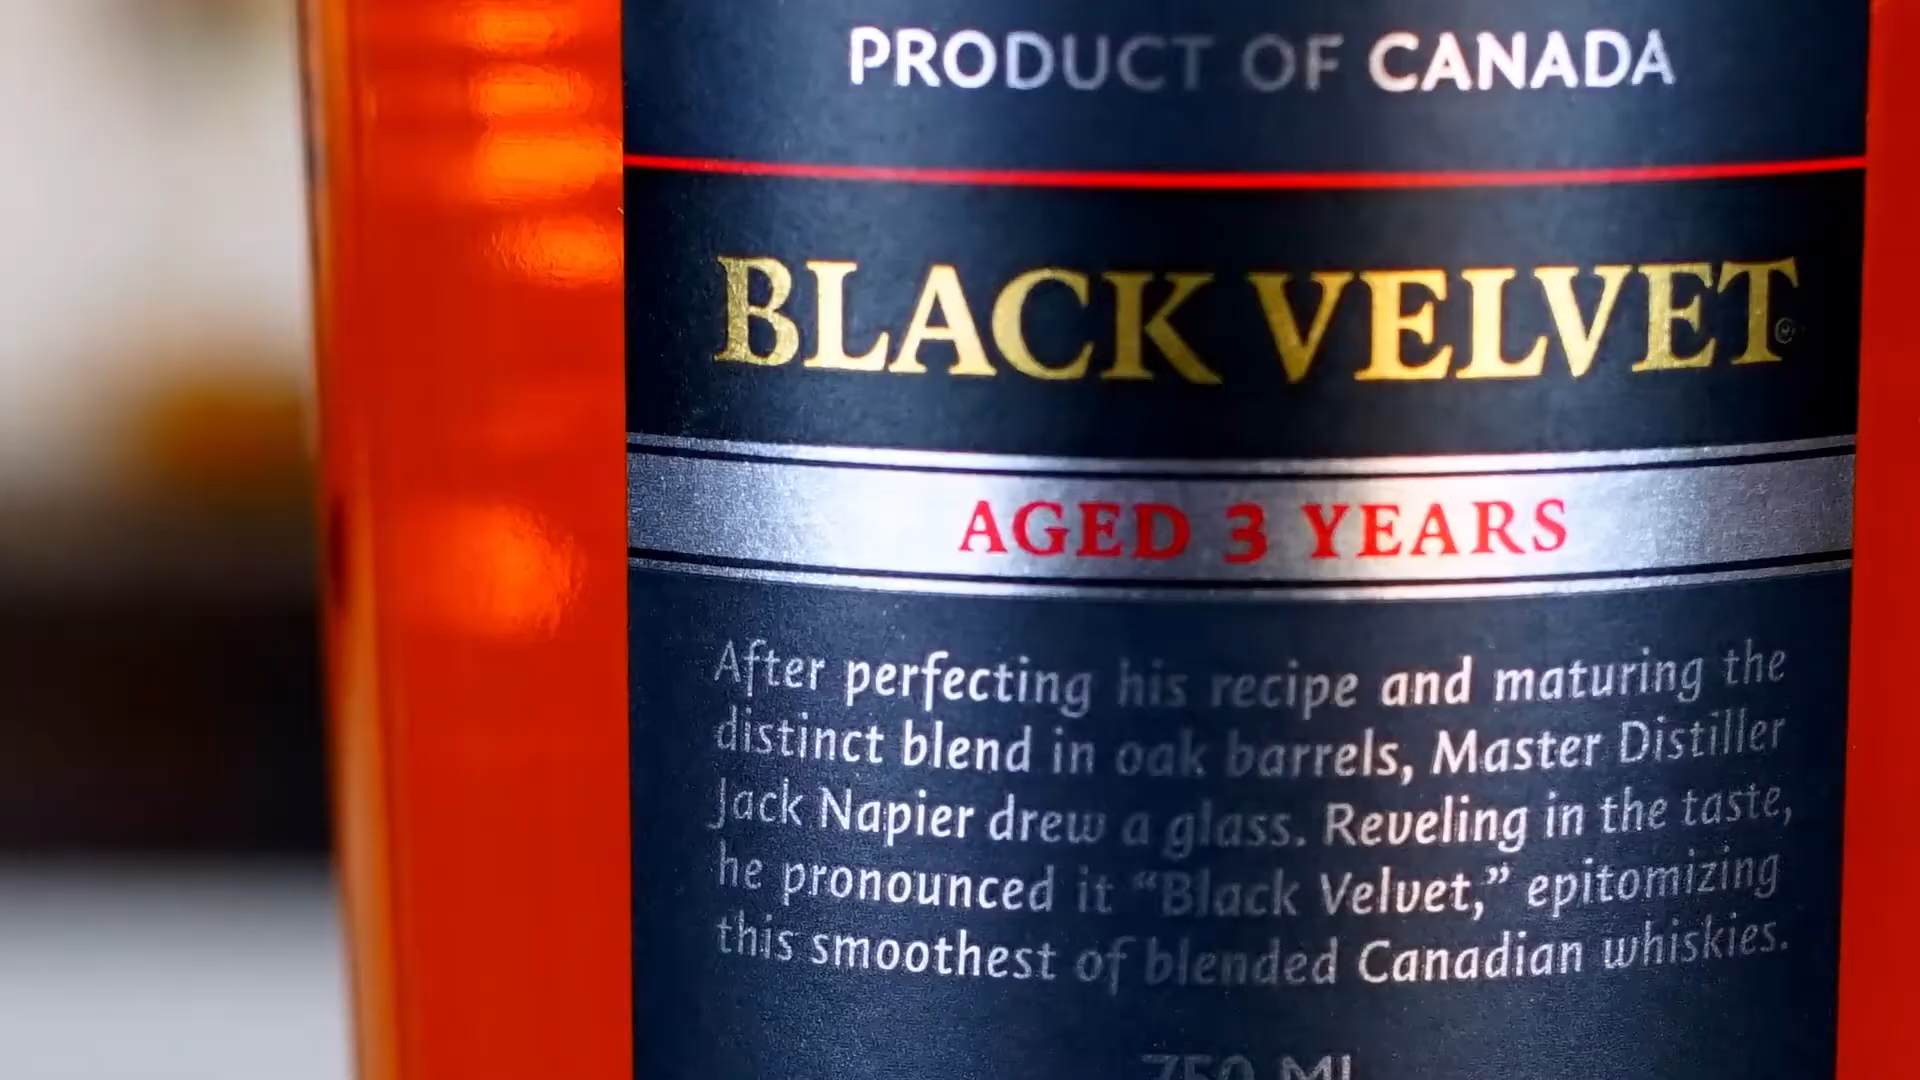 PRODUCT OF CANADA
BLACK VELVET®
AGED 3 YEARS
After perfecting his recipe and maturing the
distinct blend in oak barrels, Master Distiller
Jack Napier drew a glass. Reveling in the taste,
he pronounced it “Black Velvet,” epitomizing
this smoothest of blended Canadian whiskies.
750 ML